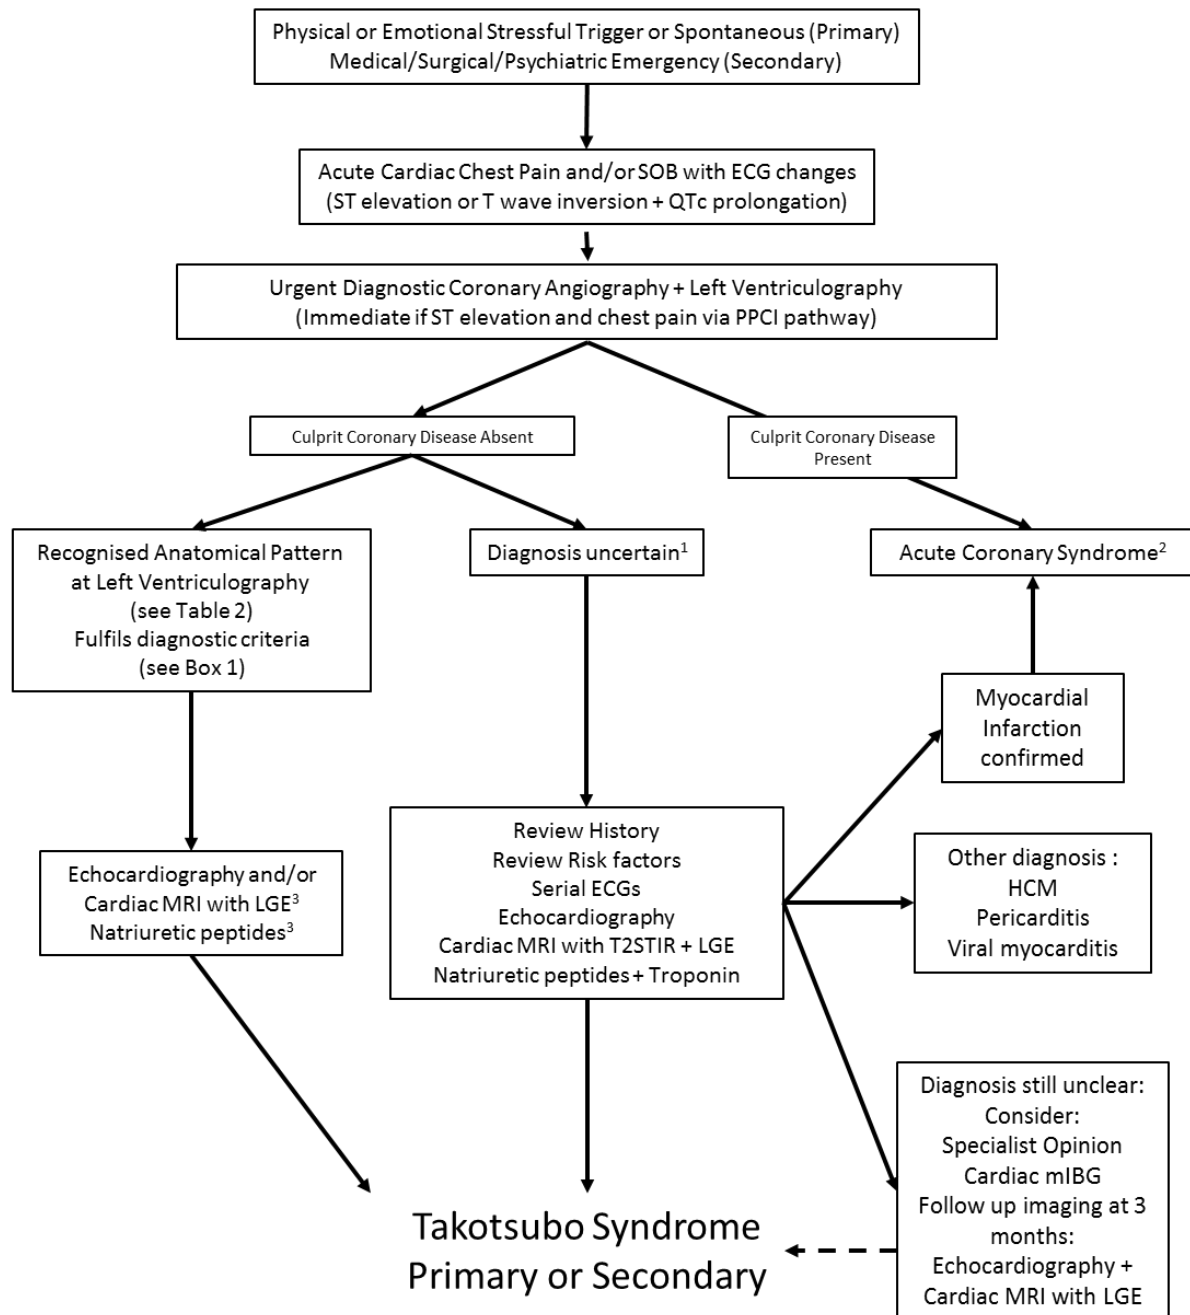 Physical or Emotional Stressful Trigger or Spontaneous (Primary)
Medical/Surgical/Psychiatric Emergency (Secondary)
Acute Cardiac Chest Pain and/or SOB with ECG changes
(ST elevation or T wave inversion + QTc prolongation)
Urgent Diagnostic Coronary Angiography + Left Ventriculography
(Immediate if ST elevation and chest pain via PPCI pathway)
Culprit Coronary Disease Absent
Culprit Coronary Disease
Present
Recognised Anatomical Pattern
at Left Ventriculography
(see Table 2)
Fulfils diagnostic criteria
(see Box 1)
Diagnosis uncertain¹
Acute Coronary Syndrome²
Myocardial
Infarction
confirmed
Review History
Review Risk factors
Serial ECGs
Echocardiography
Cardiac MRI with T2STIR + LGE
Natriuretic peptides + Troponin
Other diagnosis :
HCM
Pericarditis
Viral myocarditis
Echocardiography and/or
Cardiac MRI with LGE³
Natriuretic peptides³
Diagnosis still unclear:
Consider:
Specialist Opinion
Cardiac mIBG
Follow up imaging at 3
months:
Echocardiography +
Cardiac MRI with LGE
Takotsubo Syndrome
Primary or Secondary